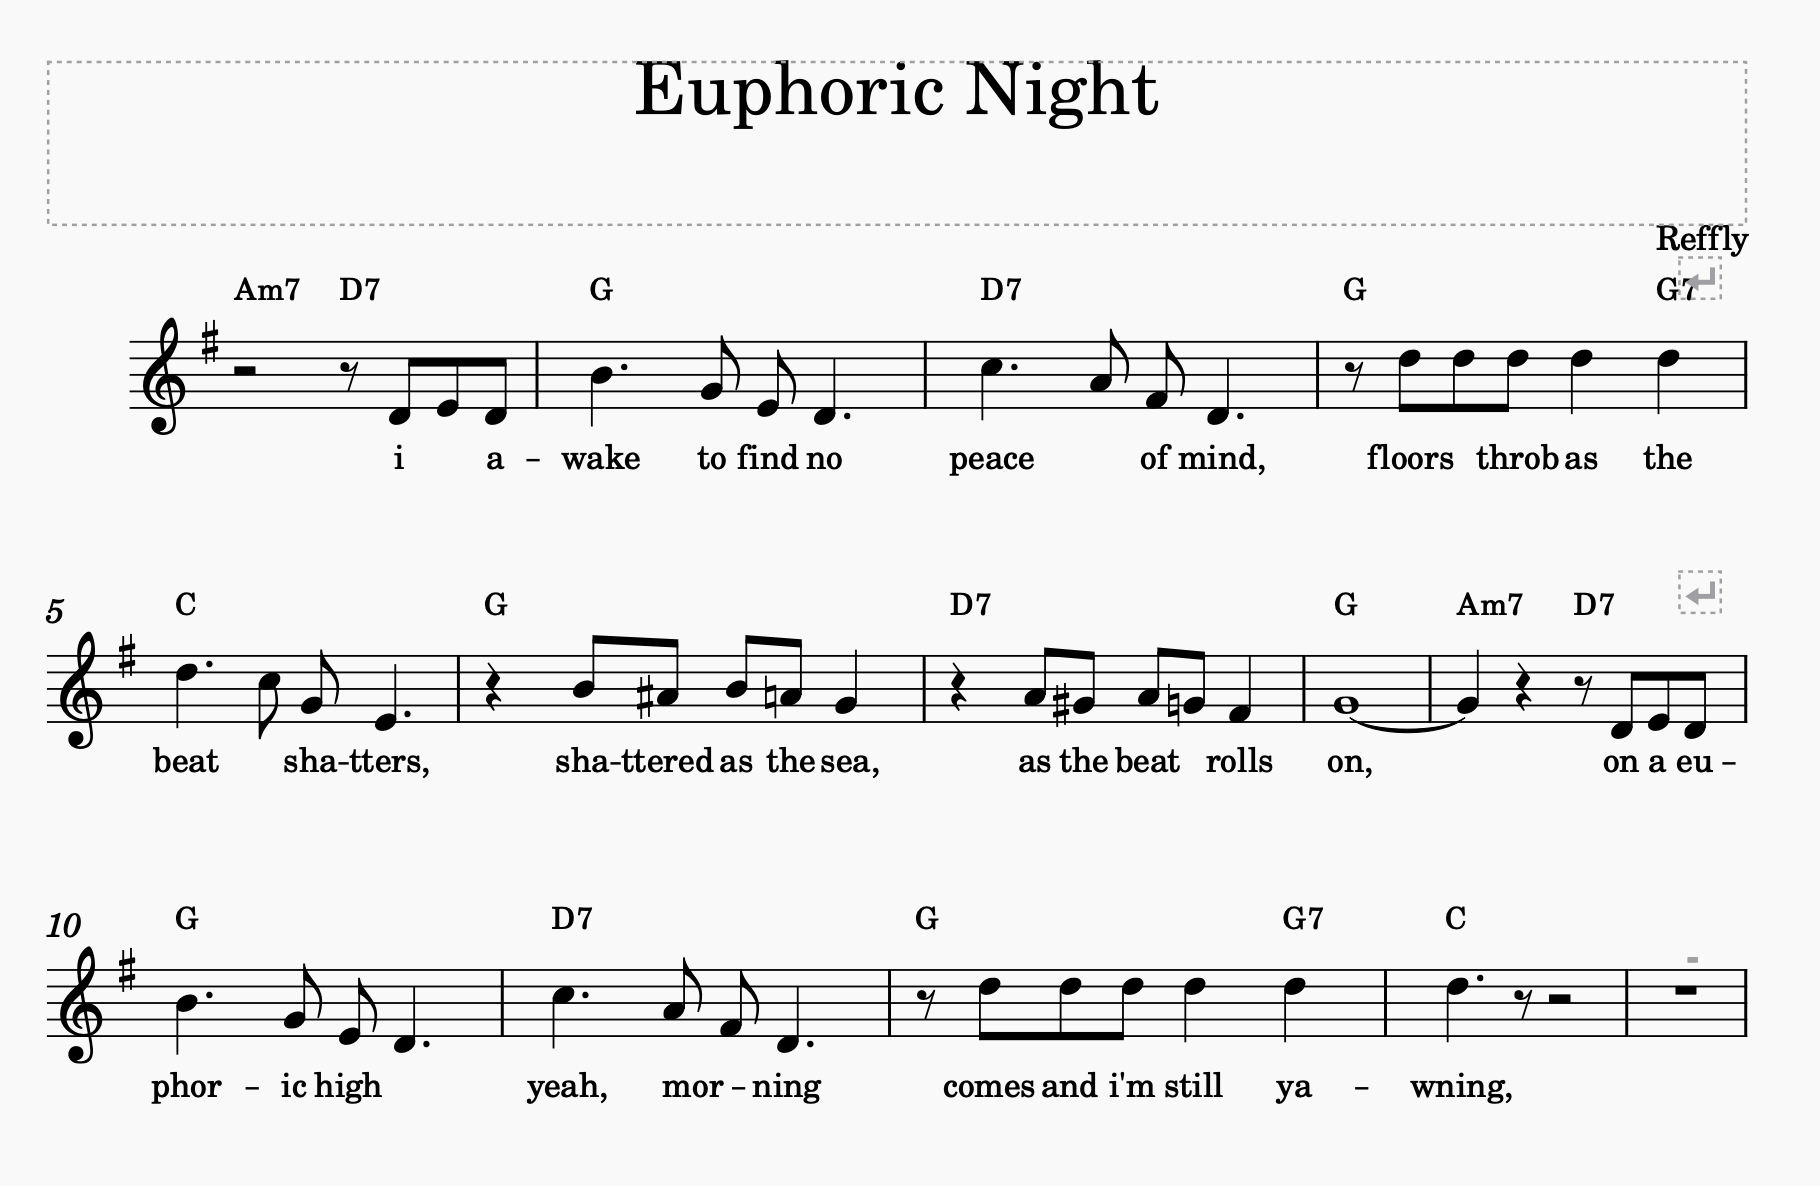 Euphoric Night
Reffly
Am7 D7 G D7 G G7
i a - wake to find no peace of mind, floors throb as the
5 C G D7 G Am7 D7
beat sha-tters, sha-ttered as the sea, as the beat rolls on, on a eu -
10 G D7 G G7 C
phor - ic high yeah, mor - ning comes and i'm still ya - wning,